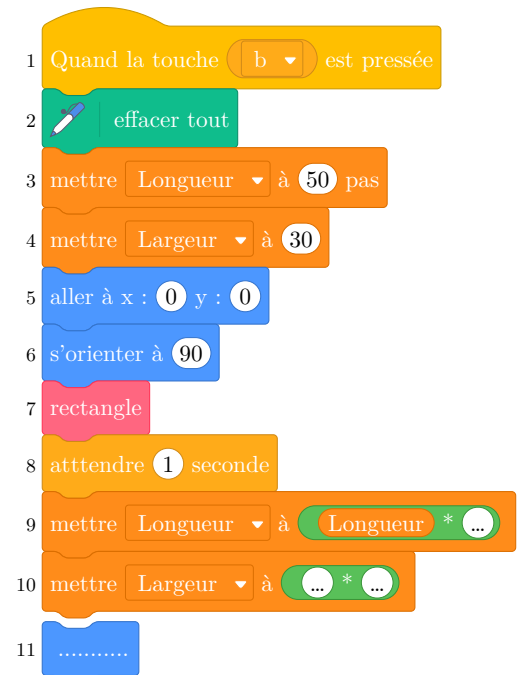 1 Quand la touche b est pressée
2 effacer tout
3 mettre Longueur à 50 pas
4 mettre Largeur à 30
5 aller à x : 0 y : 0
6 s'orienter à 90
7 rectangle
8 atttendre 1 seconde
9 mettre Longueur à Longueur * ...
10 mettre Largeur à ... * ...
11 ...........